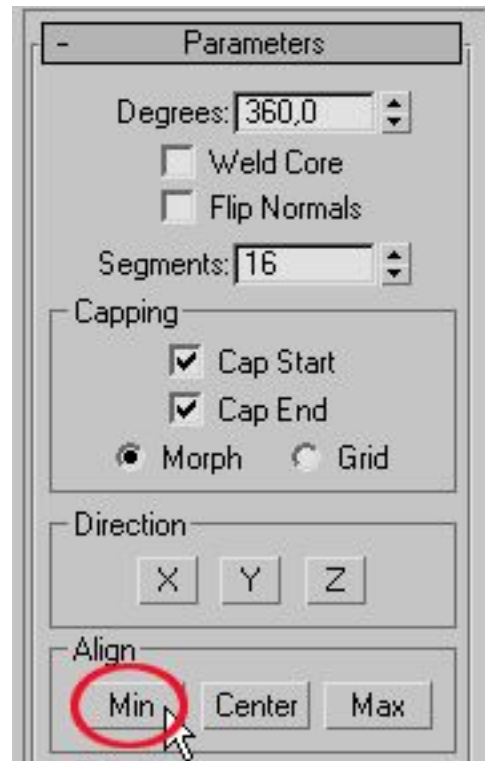 - Parameters
Degrees: 360,0
Weld Core
Flip Normals
Segments: 16
Capping
Cap Start
Cap End
Morph Grid
Direction
X Y Z
Align
Min Center Max